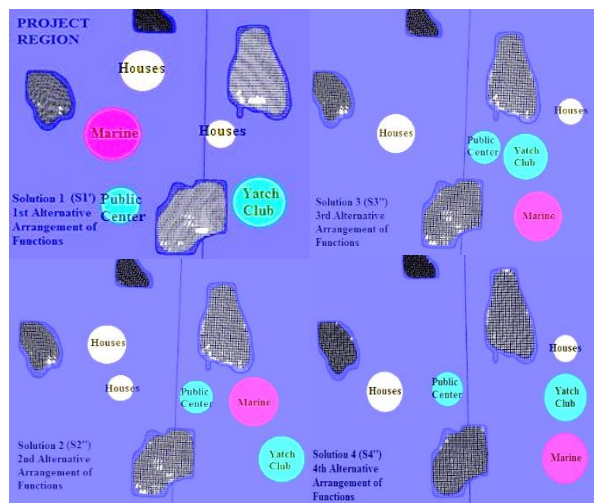 PROJECT
REGION
Houses
Marine
Houses
Public
Center
Yatch
Club
Solution 1 (S1')
1st Alternative
Arrangement of
Functions
Houses
Houses
Public
Center
Yatch
Club
Marine
Solution 3 (S3")
3rd Alternative
Arrangement of
Functions
Houses
Houses
Public
Center
Marine
Yatch
Club
Solution 2 (S2")
2nd Alternative
Arrangement of
Functions
Houses
Houses
Public
Center
Yatch
Club
Marine
Solution 4 (S4")
4th Alternative
Arrangement of
Functions